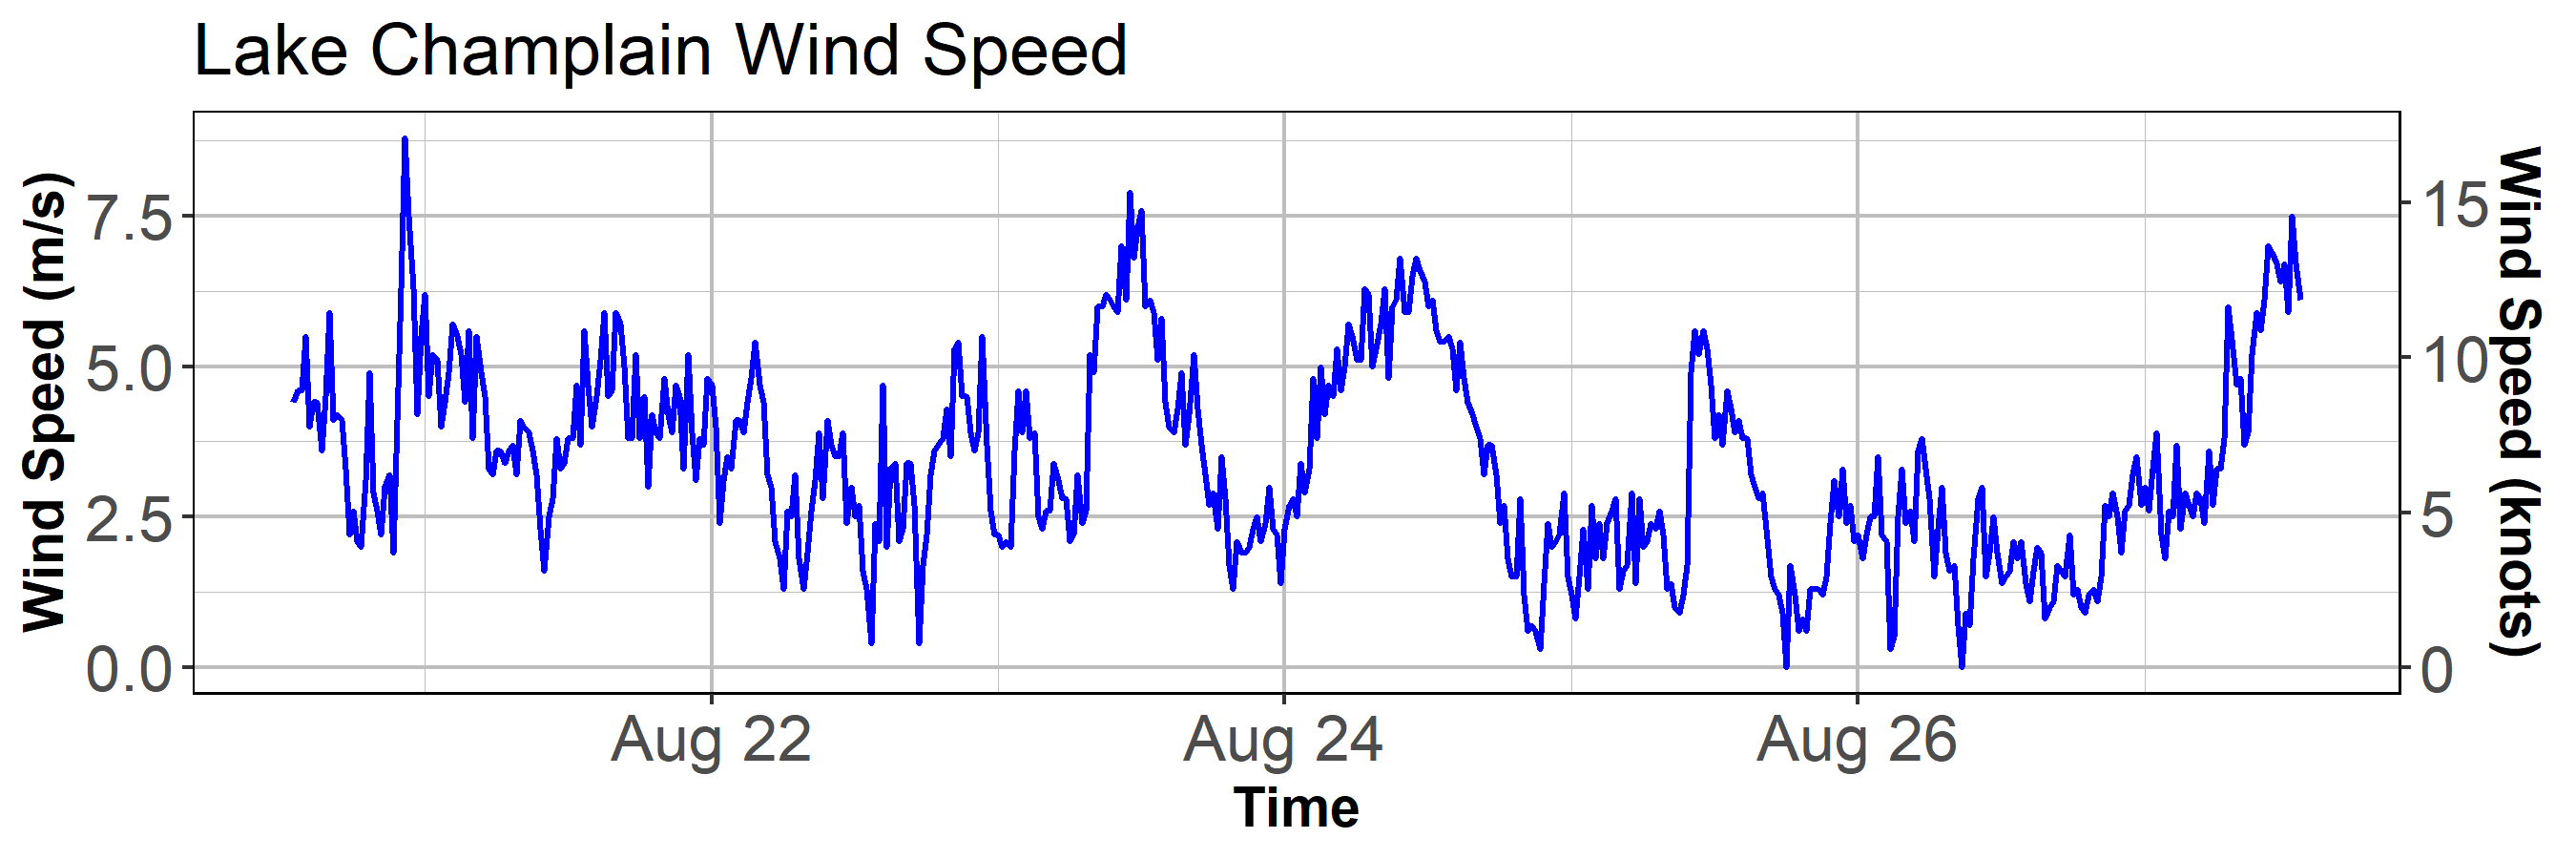 Lake Champlain Wind Speed
Wind Speed (m/s)
7.5
5.0
2.5
0.0
15
10
5
0
Wind Speed (knots)
Aug 22
Aug 24
Aug 26
Time